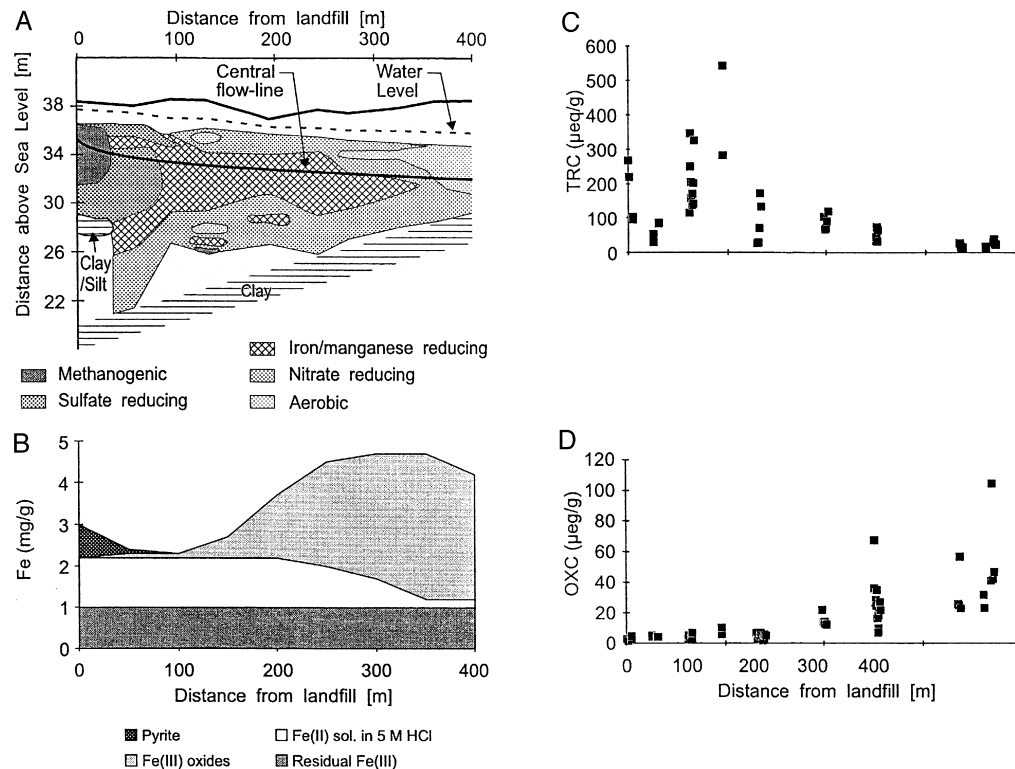 A
Distance from landfill [m]
0 100 200 300 400
Distance above Sea Level [m]
38
34
30
26
22
Central
flow-line
Water
Level
Clay
/Silt
Clay
Iron/manganese reducing
Methanogenic
Nitrate reducing
Sulfate reducing
Aerobic
B
Fe (mg/g)
5
4
3
2
1
0
0 100 200 300 400
Distance from landfill [m]
Pyrite
Fe(II) sol. in 5 M HCl
Fe(III) oxides
Residual Fe(III)
C
TRC (µeq/g)
600
500
400
300
200
100
0
D
OXC (µeg/g)
120
100
80
60
40
20
0
0 100 200 300 400
Distance from landfill [m]